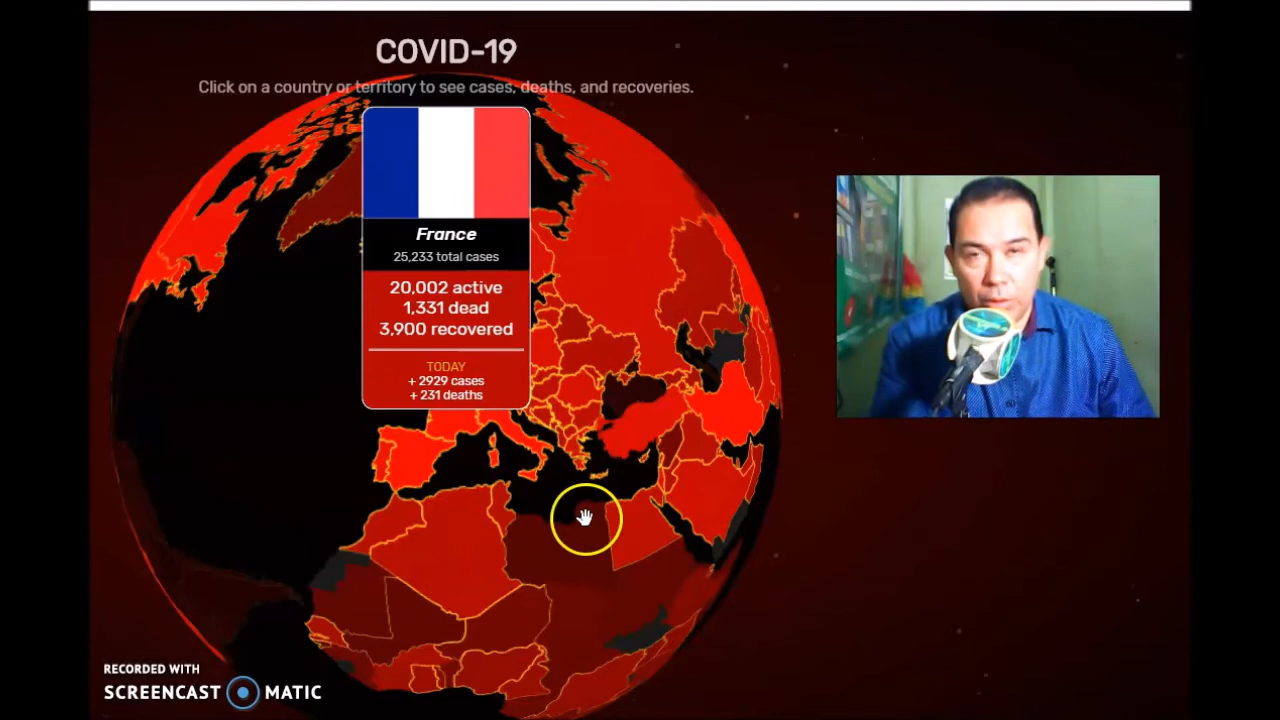 COVID-19
Click on a country or territory to see cases, deaths, and recoveries.
France
25,233 total cases
20,002 active
1,331 dead
3,900 recovered
TODAY
+ 2929 cases
+ 231 deaths
RECORDED WITH
SCREENCAST MATIC